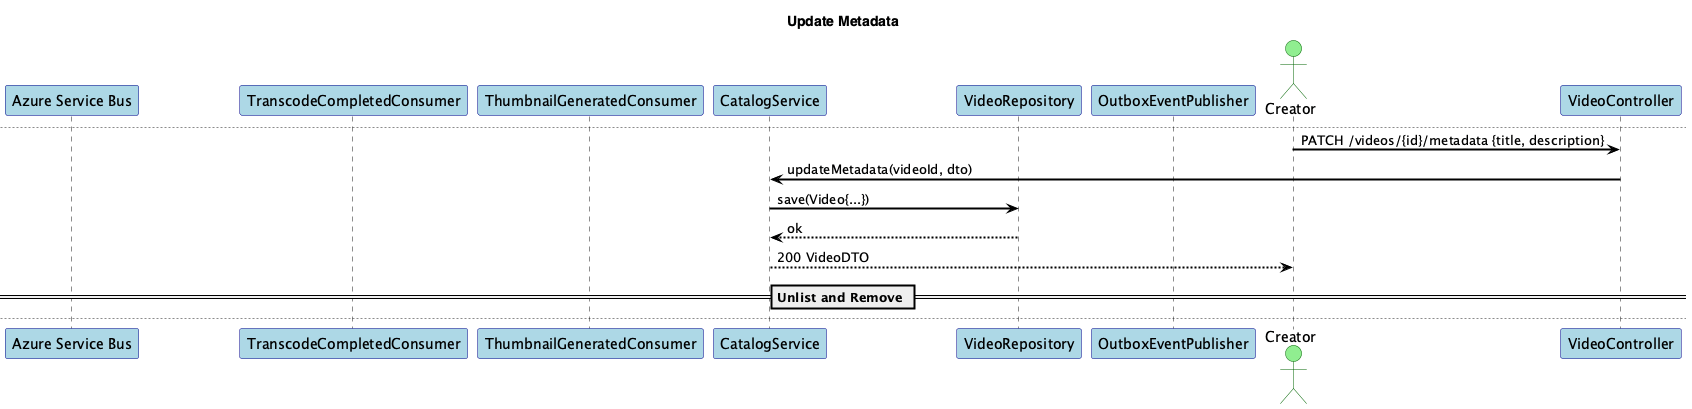 Update Metadata
Creator
Azure Service Bus
TranscodeCompletedConsumer
ThumbnailGeneratedConsumer
CatalogService
VideoRepository
OutboxEventPublisher
VideoController
PATCH /videos/{id}/metadata {title, description}
updateMetadata(videoId, dto)
save(Video{...})
ok
200 VideoDTO
Unlist and Remove
Azure Service Bus
TranscodeCompletedConsumer
ThumbnailGeneratedConsumer
CatalogService
VideoRepository
OutboxEventPublisher
Creator
VideoController